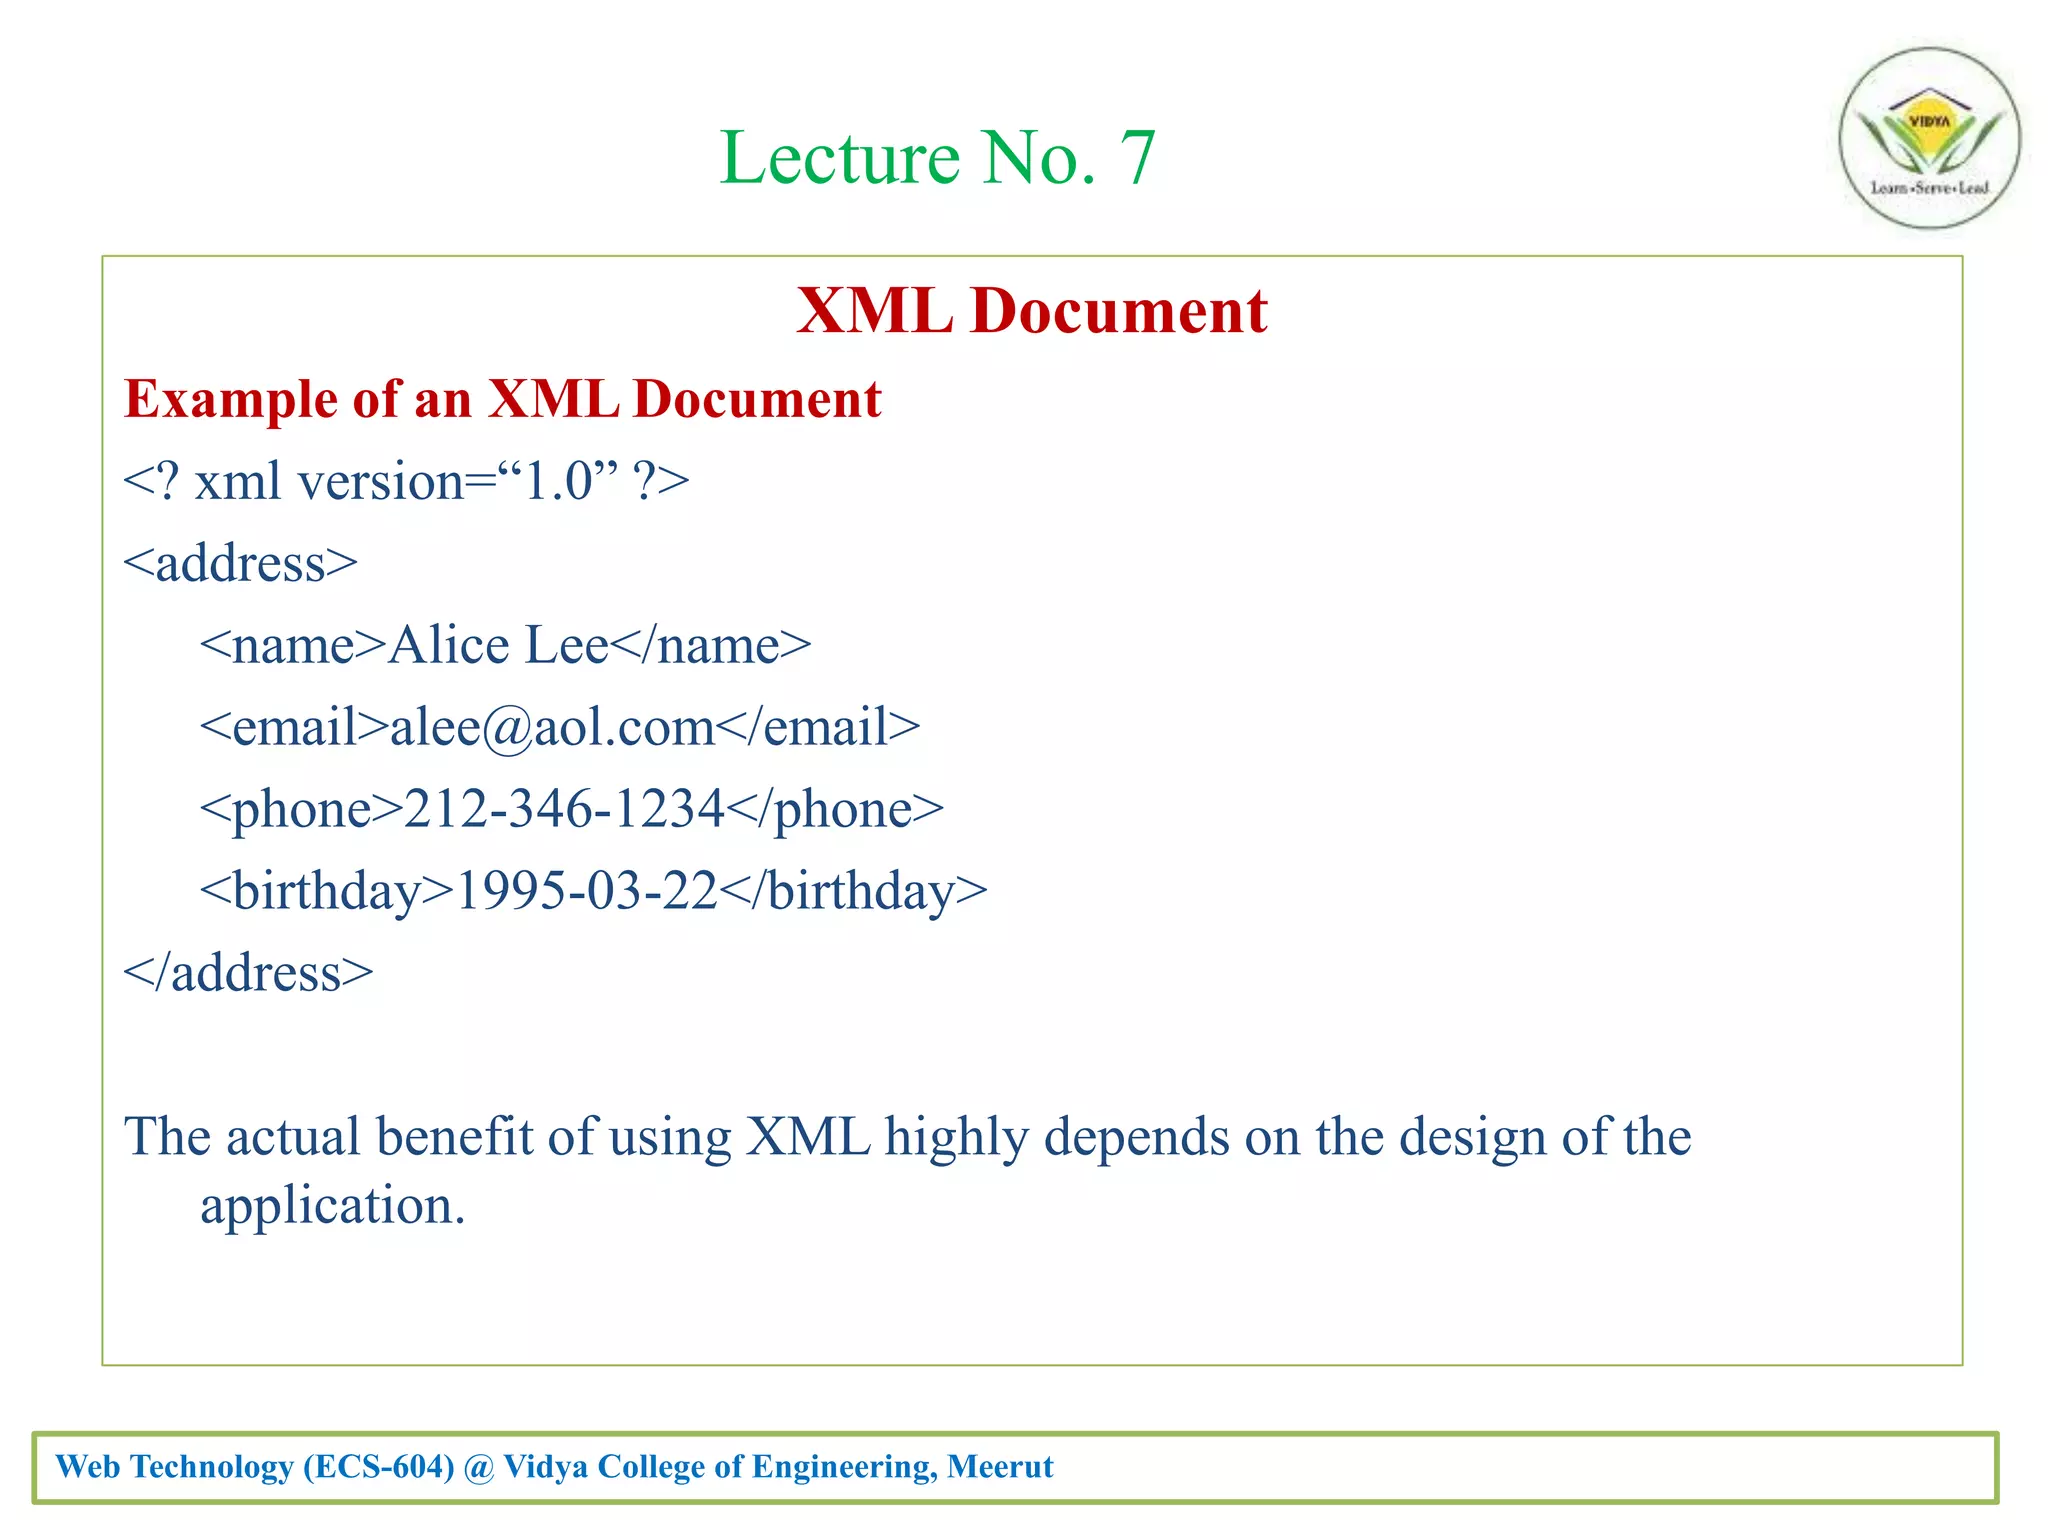 Lecture No. 7
VIDYA
Learn•Serve•Lead
XML Document
Example of an XML Document
<? xml version=“1.0” ?>
<address>
<name>Alice Lee</name>
<email>alee@aol.com</email>
<phone>212-346-1234</phone>
<birthday>1995-03-22</birthday>
</address>
The actual benefit of using XML highly depends on the design of the
application.
Web Technology (ECS-604) @ Vidya College of Engineering, Meerut